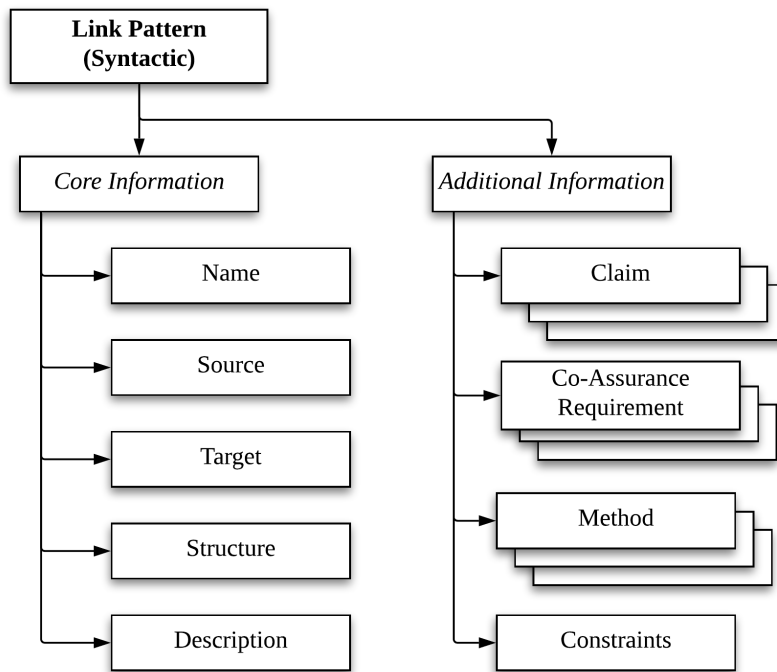 Link Pattern
(Syntactic)
Core Information
Additional Information
Name
Source
Target
Structure
Description
Claim
Co-Assurance
Requirement
Method
Constraints